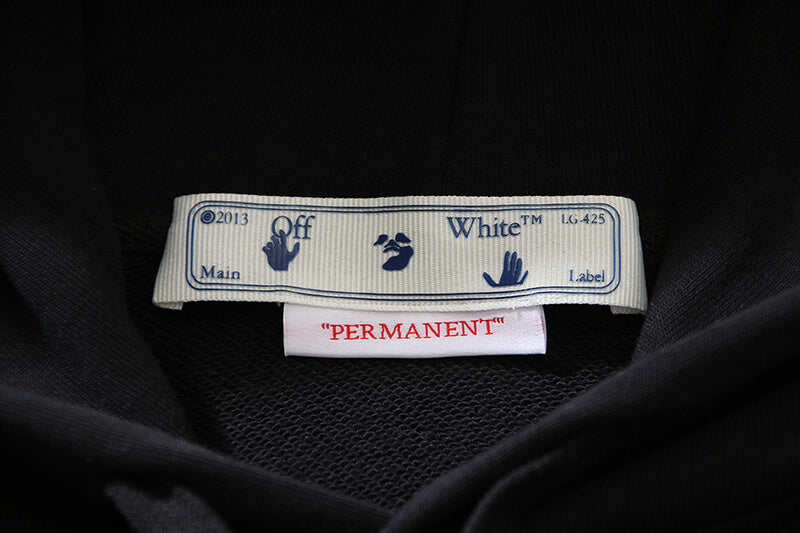 ©2013 Off White™ LG-425
Main Label
"PERMANENT"